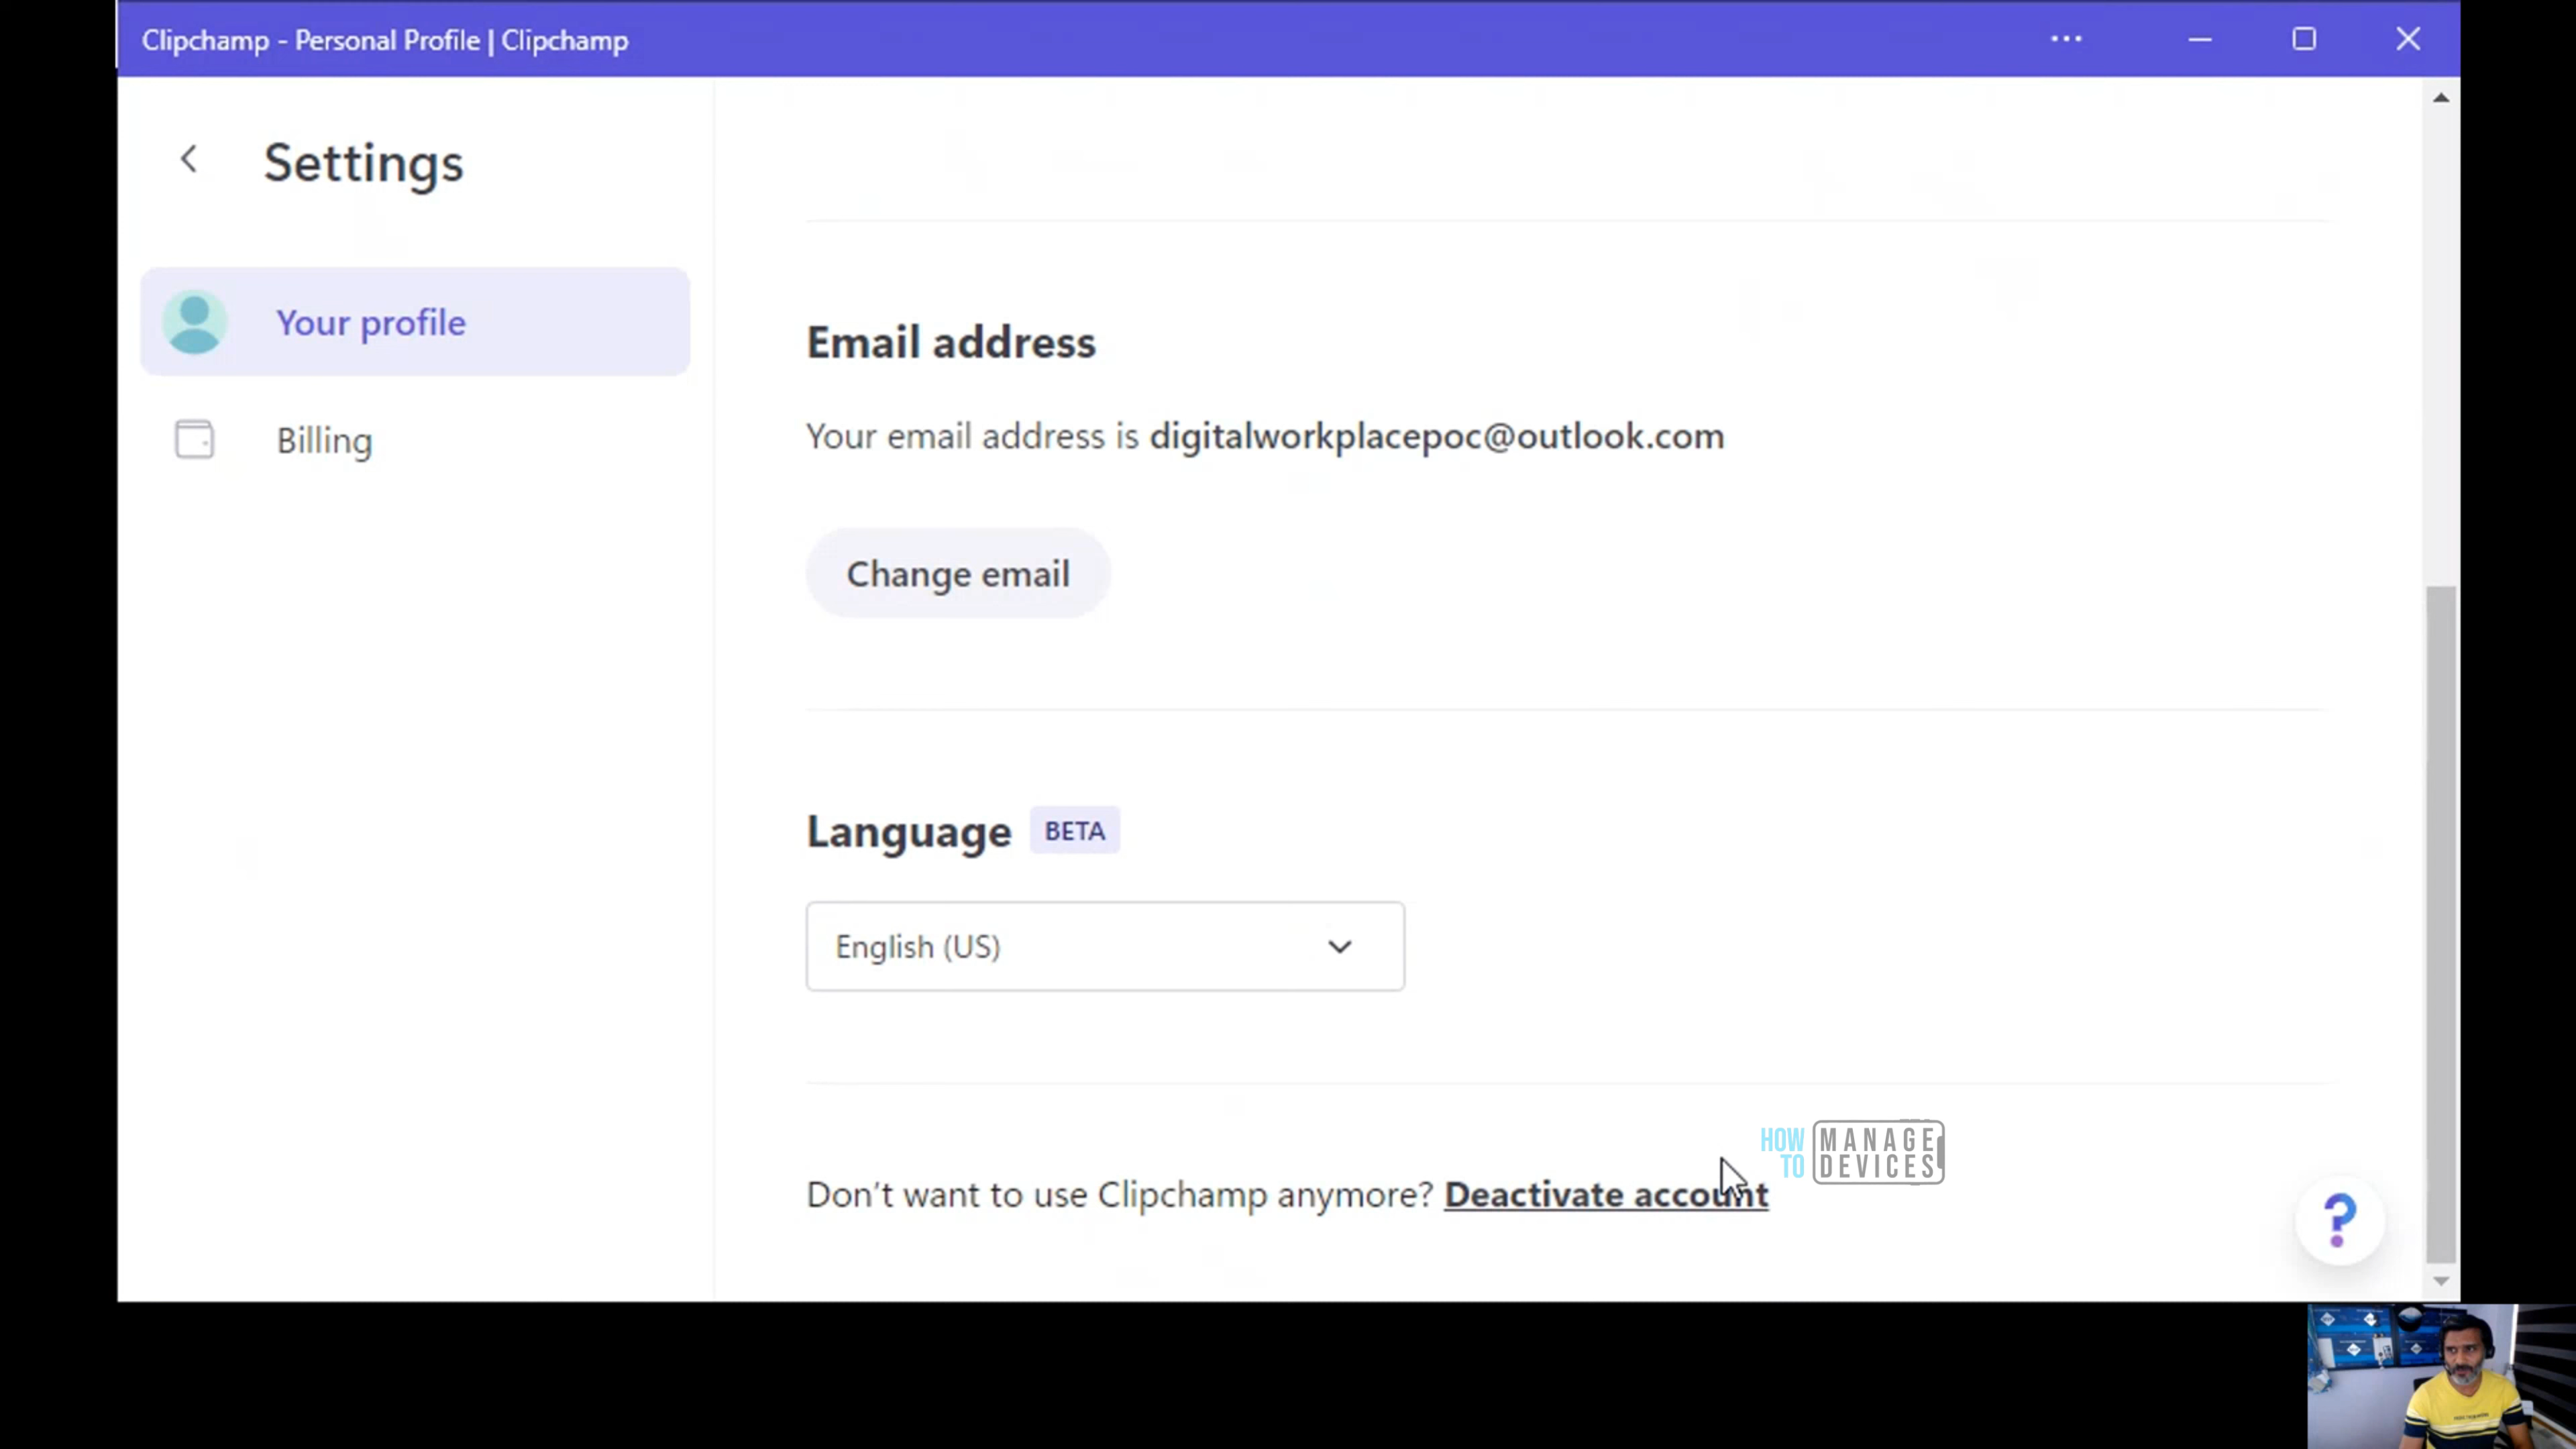 Clipchamp - Personal Profile | Clipchamp
Settings
Your profile
Billing
Email address
Your email address is digitalworkplacepoc@outlook.com
Change email
Language BETA
English (US)
Don't want to use Clipchamp anymore? Deactivate account
HOW TO
MANAGE
DEVICES
?